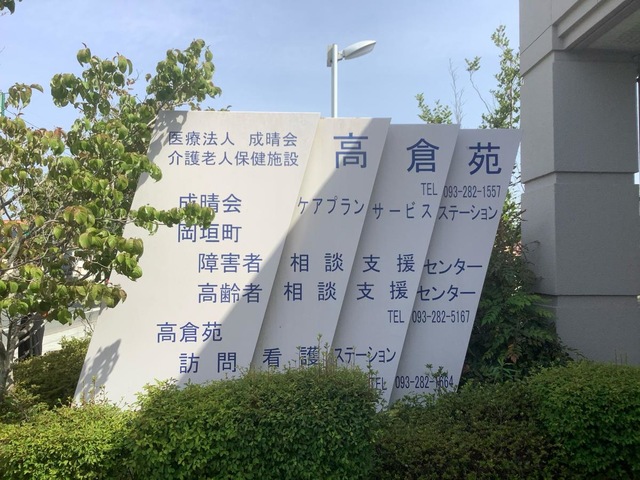 医療法人 成晴会
介護老人保健施設 高倉苑
TEL 093-282-1557
成晴会 ケアプランサービスステーション
岡垣町
障害者 相談支援センター
高齢者 相談支援センター
TEL 093-282-5167
高倉苑
訪問看護ステーション
TEL 093-282-1664